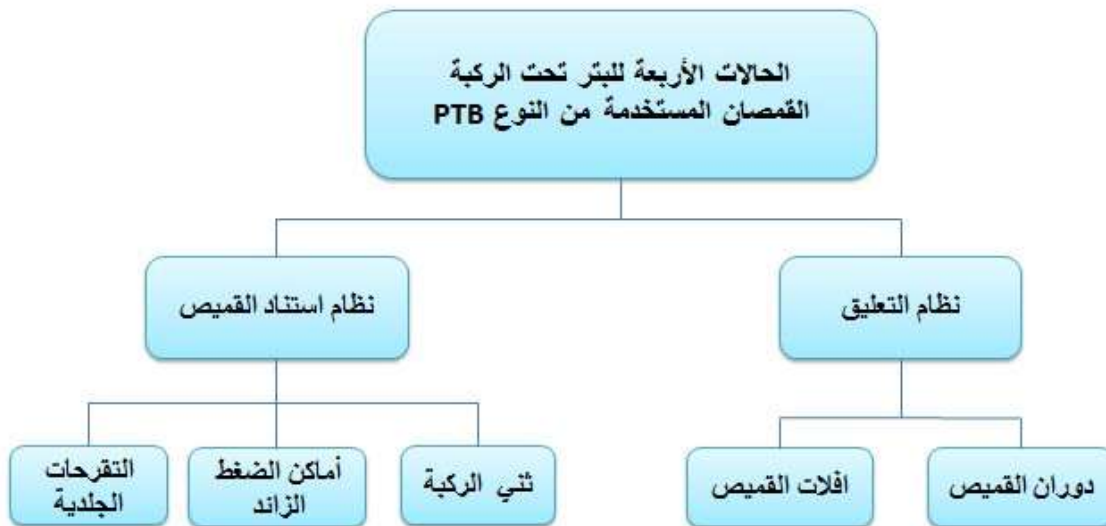 الحالات الأربعة للبتر تحت الركبة
القمصان المستخدمة من النوع PTB
نظام التعليق
نظام استناد القميص
دوران القميص
افلات القميص
ثني الركبة
أماكن الضغط
الزائد
التقرحات
الجلدية